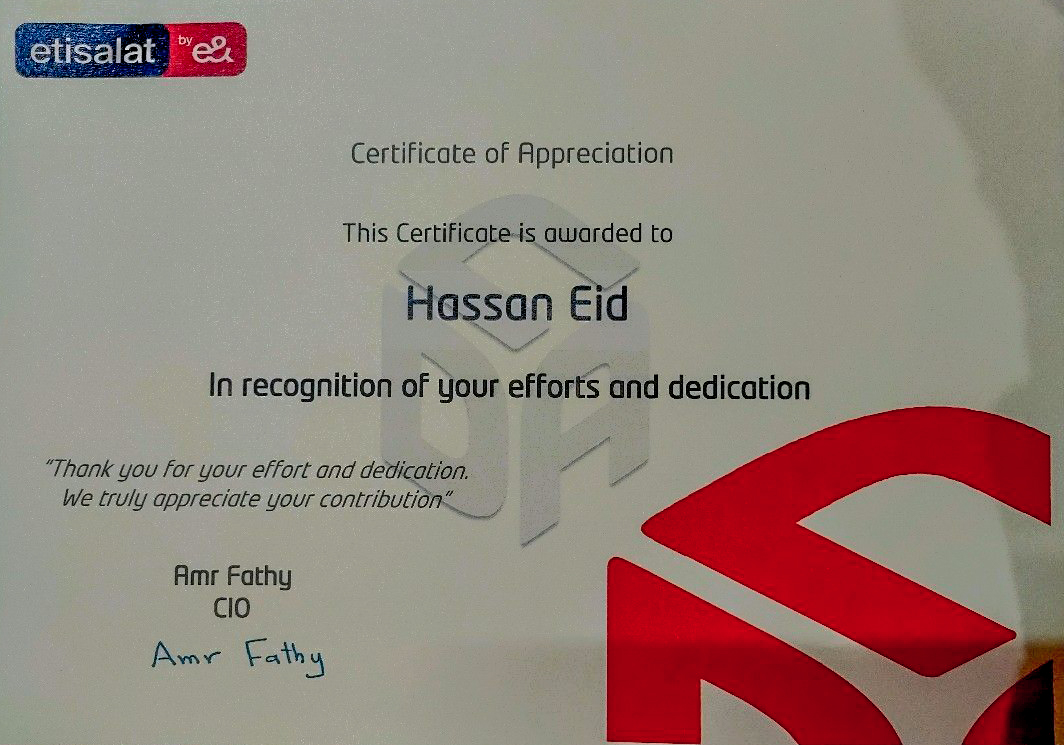 etisalat by e&
Certificate of Appreciation
This Certificate is awarded to
Hassan Eid
In recognition of your efforts and dedication
“Thank you for your effort and dedication.
We truly appreciate your contribution”
Amr Fathy
CIO
Amr Fathy